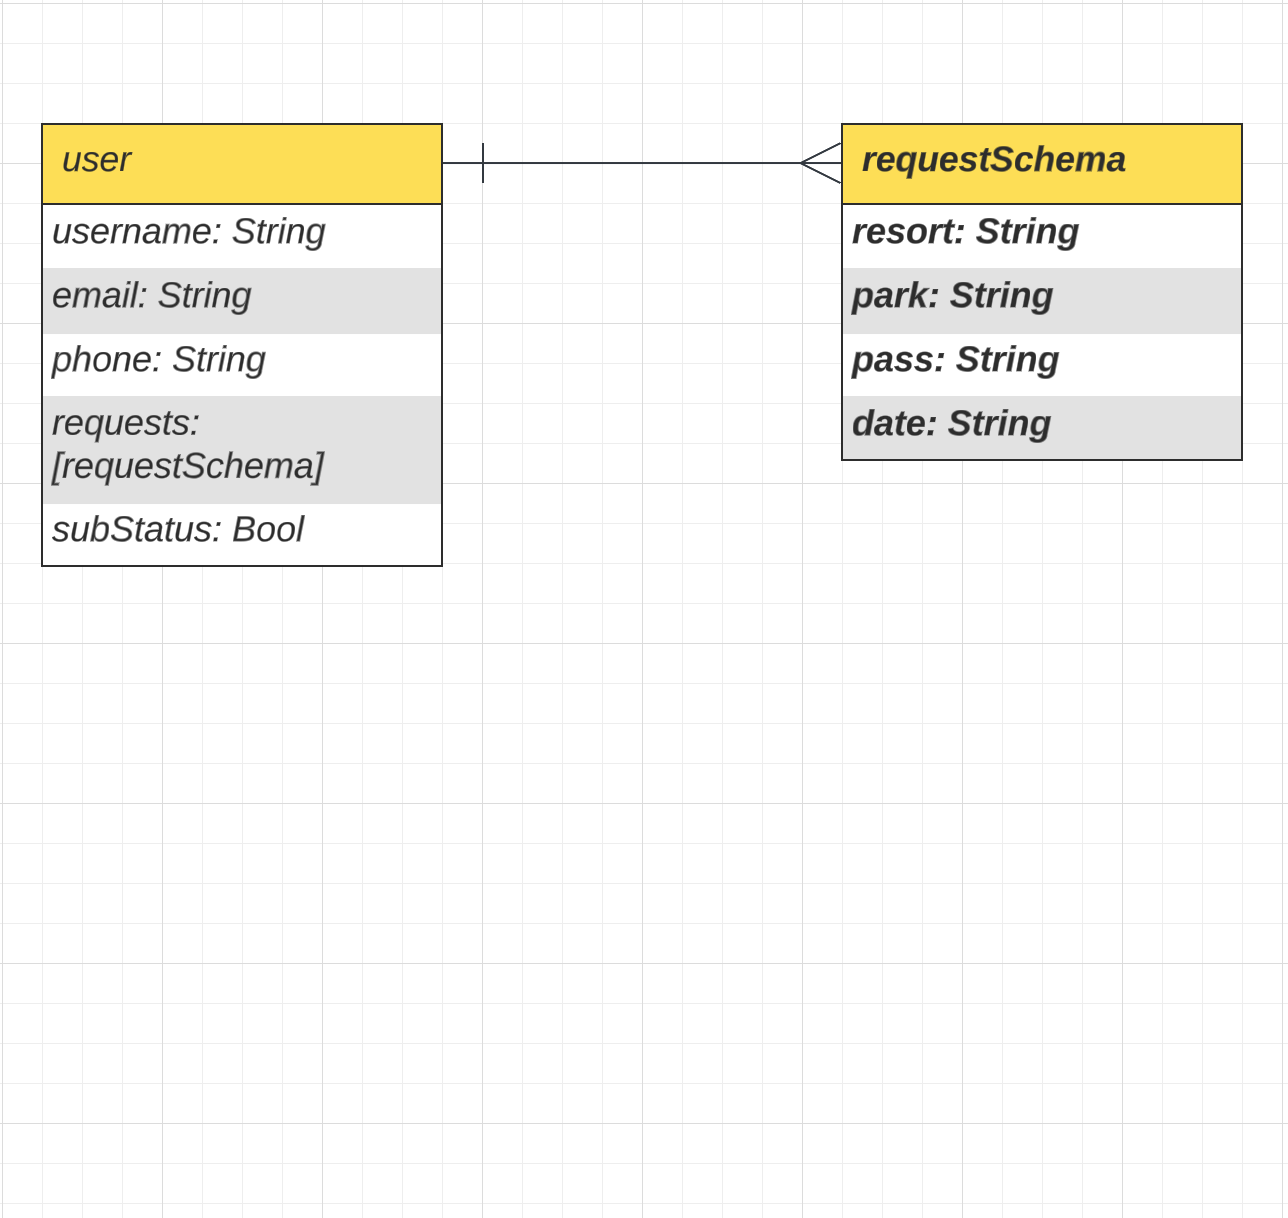 user
username: String
email: String
phone: String
requests:
[requestSchema]
subStatus: Bool
requestSchema
resort: String
park: String
pass: String
date: String